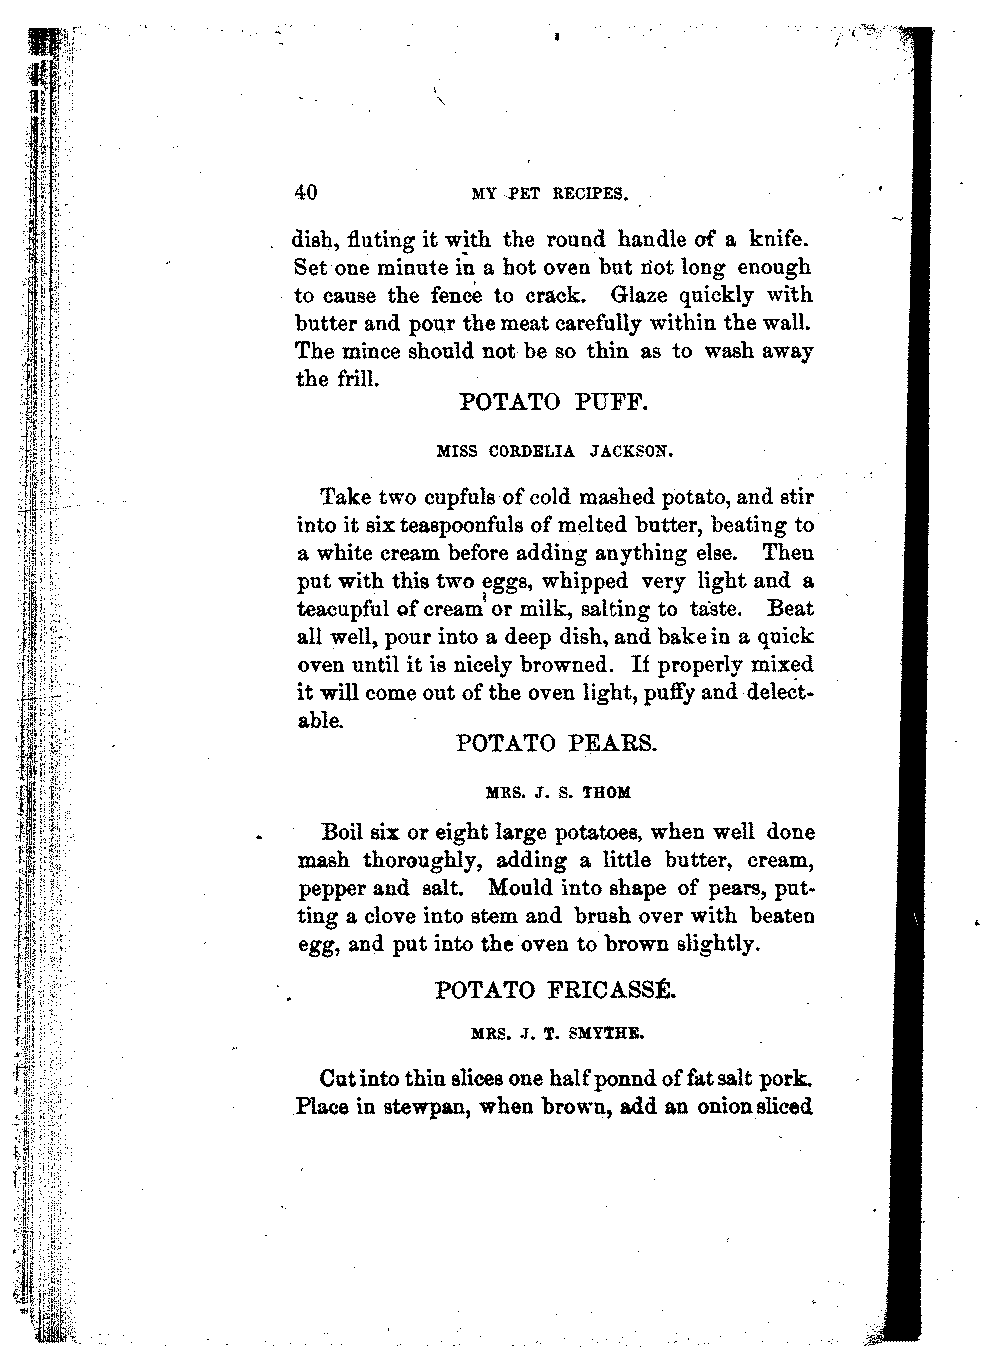 40 MY PET RECIPES.
dish, fluting it with the round handle of a knife.
Set one minute in a hot oven but not long enough
to cause the fence to crack. Glaze quickly with
butter and pour the meat carefully within the wall.
The mince should not be so thin as to wash away
the frill.
POTATO PUFF.
MISS CORDELIA JACKSON.
Take two cupfuls of cold mashed potato, and stir
into it six teaspoonfuls of melted butter, beating to
a white cream before adding anything else. Then
put with this two eggs, whipped very light and a
teacupful of cream or milk, salting to taste. Beat
all well, pour into a deep dish, and bake in a quick
oven until it is nicely browned. If properly mixed
it will come out of the oven light, puffy and delect-
able.
POTATO PEARS.
MRS. J. S. THOM
Boil six or eight large potatoes, when well done
mash thoroughly, adding a little butter, cream,
pepper and salt. Mould into shape of pears, put-
ting a clove into stem and brush over with beaten
egg, and put into the oven to brown slightly.
POTATO FRICASSÉ.
MRS. J. T. SMYTHE.
Cut into thin slices one half ponnd of fat salt pork.
Place in stewpan, when brown, add an onion sliced